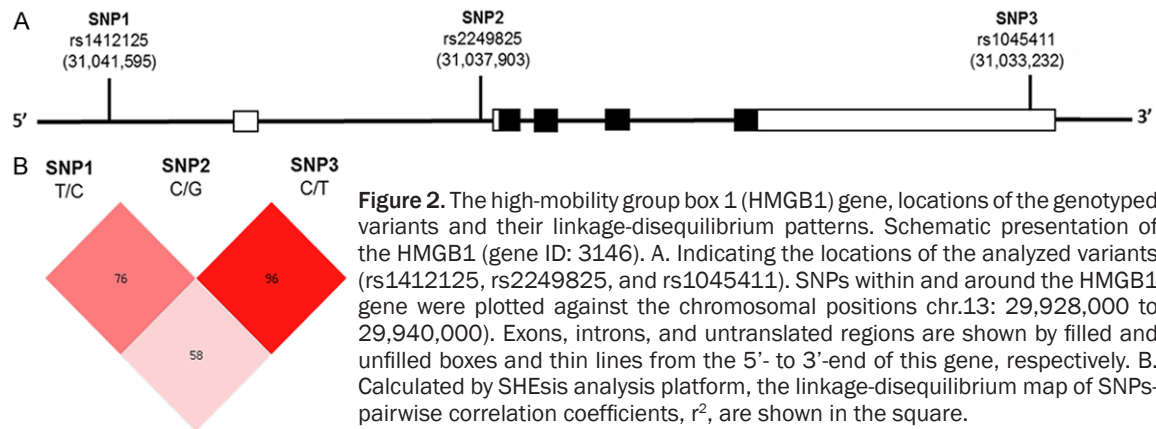 A
SNP1
rs1412125
(31,041,595)
SNP2
rs2249825
(31,037,903)
SNP3
rs1045411
(31,033,232)
5’
3’
B
SNP1
T/C
SNP2
C/G
SNP3
C/T
76
96
58
Figure 2. The high-mobility group box 1 (HMGB1) gene, locations of the genotyped
variants and their linkage-disequilibrium patterns. Schematic presentation of
the HMGB1 (gene ID: 3146). A. Indicating the locations of the analyzed variants
(rs1412125, rs2249825, and rs1045411). SNPs within and around the HMGB1
gene were plotted against the chromosomal positions chr.13: 29,928,000 to
29,940,000). Exons, introns, and untranslated regions are shown by filled and
unfilled boxes and thin lines from the 5’- to 3’-end of this gene, respectively. B.
Calculated by SHEsis analysis platform, the linkage-disequilibrium map of SNPs-
pairwise correlation coefficients, r², are shown in the square.